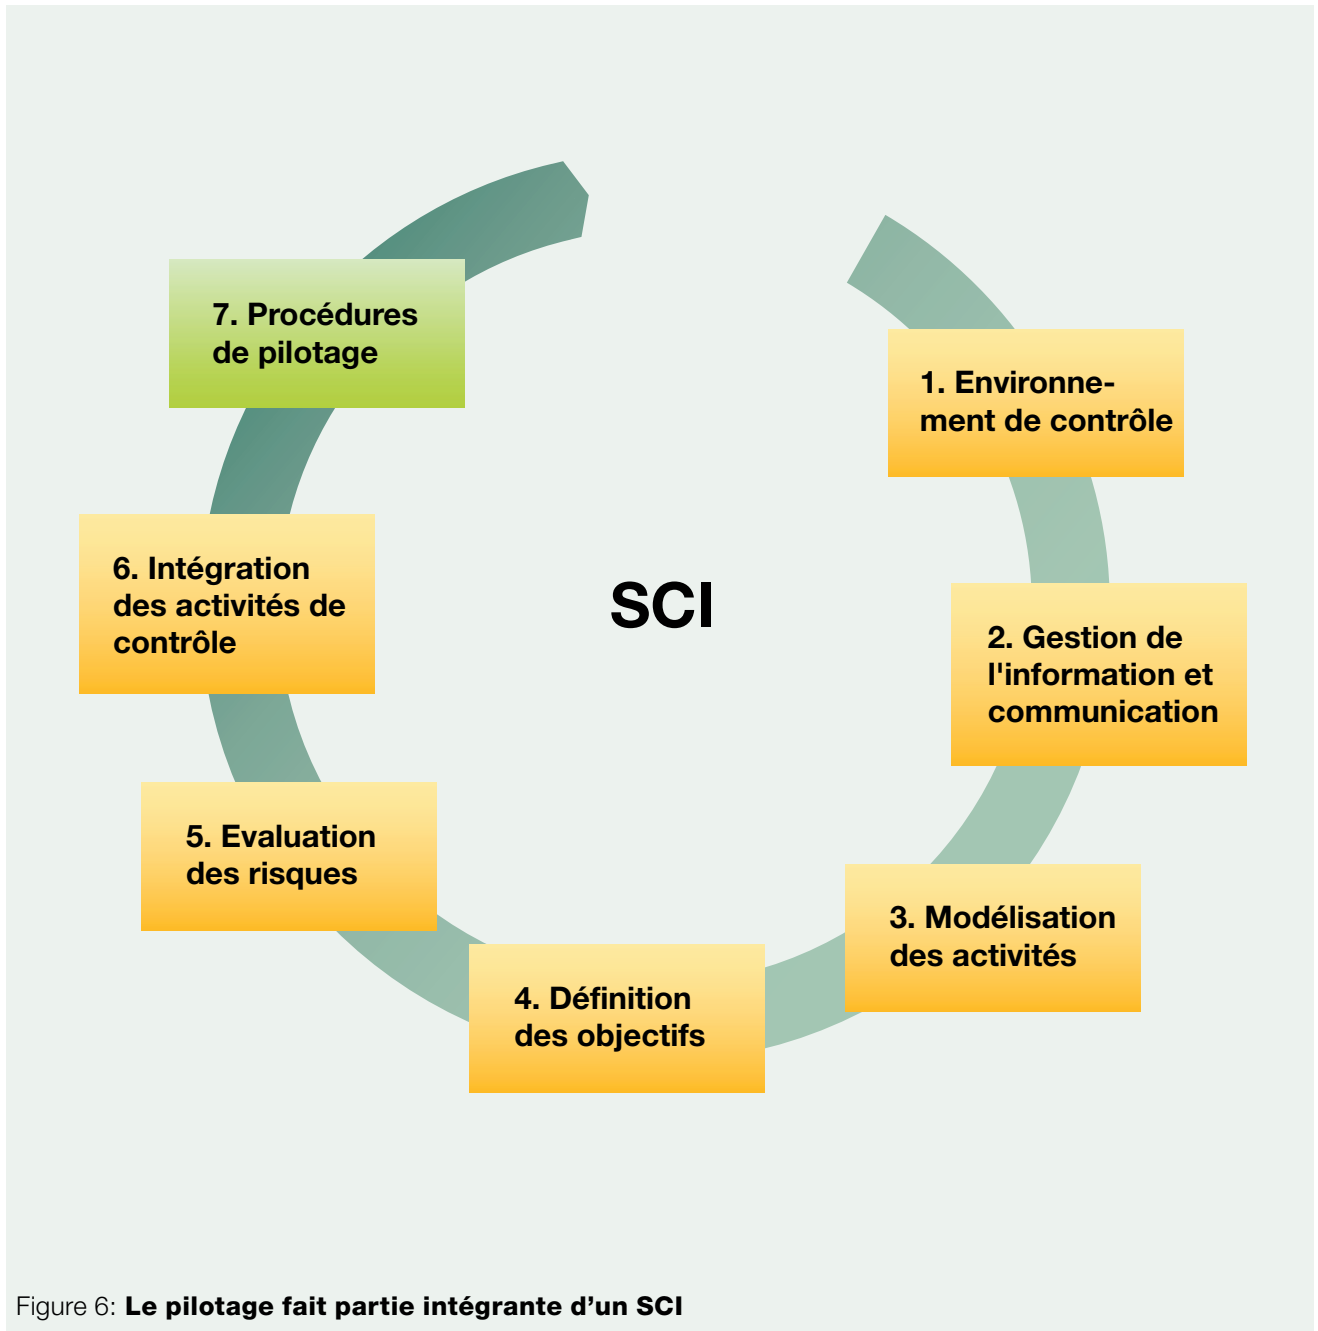 1. Environne-
ment de contrôle
2. Gestion de
l'information et
communication
3. Modélisation
des activités
4. Définition
des objectifs
5. Evaluation
des risques
6. Intégration
des activités de
contrôle
7. Procédures
de pilotage
SCI
Figure 6: Le pilotage fait partie intégrante d’un SCI